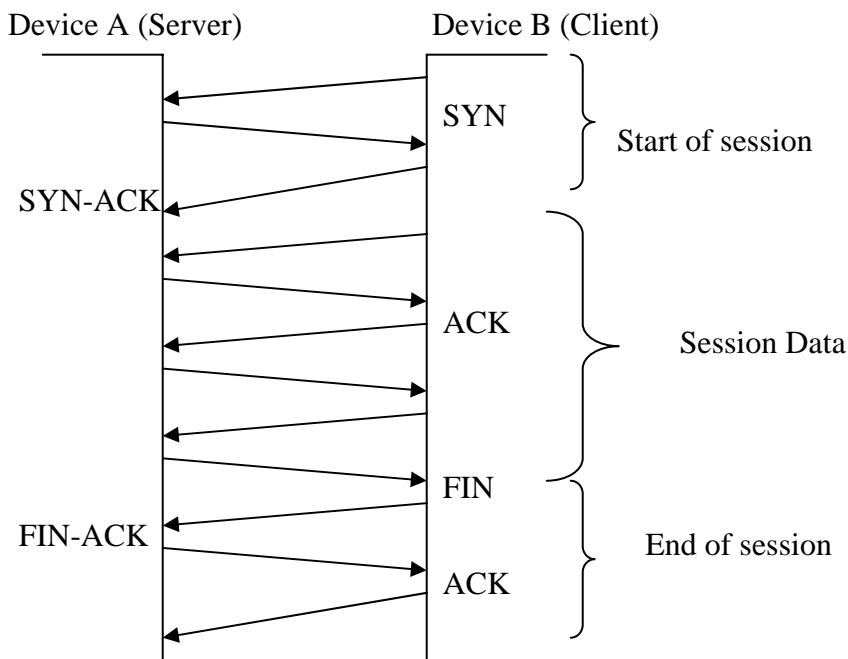 Device A (Server)
Device B (Client)
SYN
Start of session
SYN-ACK
ACK
Session Data
FIN
FIN-ACK
End of session
ACK